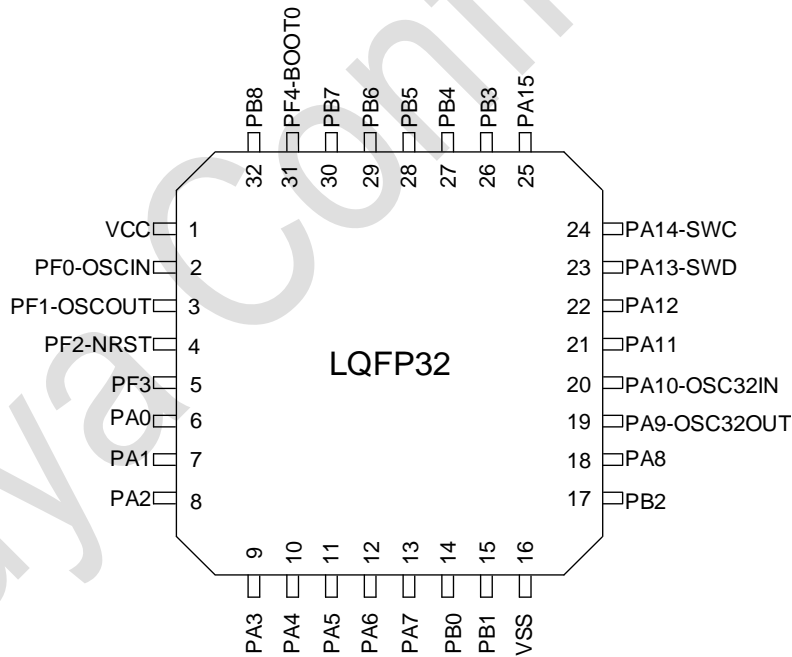 PB8
PF4-BOOT0
PB7
PB6
PB5
PB4
PB3
PA15
32
31
30
29
28
27
26
25
VCC 1
PF0-OSCIN 2
PF1-OSCOUT 3
PF2-NRST 4
PF3 5
PA0 6
PA1 7
PA2 8
LQFP32
24 PA14-SWC
23 PA13-SWD
22 PA12
21 PA11
20 PA10-OSC32IN
19 PA9-OSC32OUT
18 PA8
17 PB2
9
10
11
12
13
14
15
16
PA3
PA4
PA5
PA6
PA7
PB0
PB1
VSS